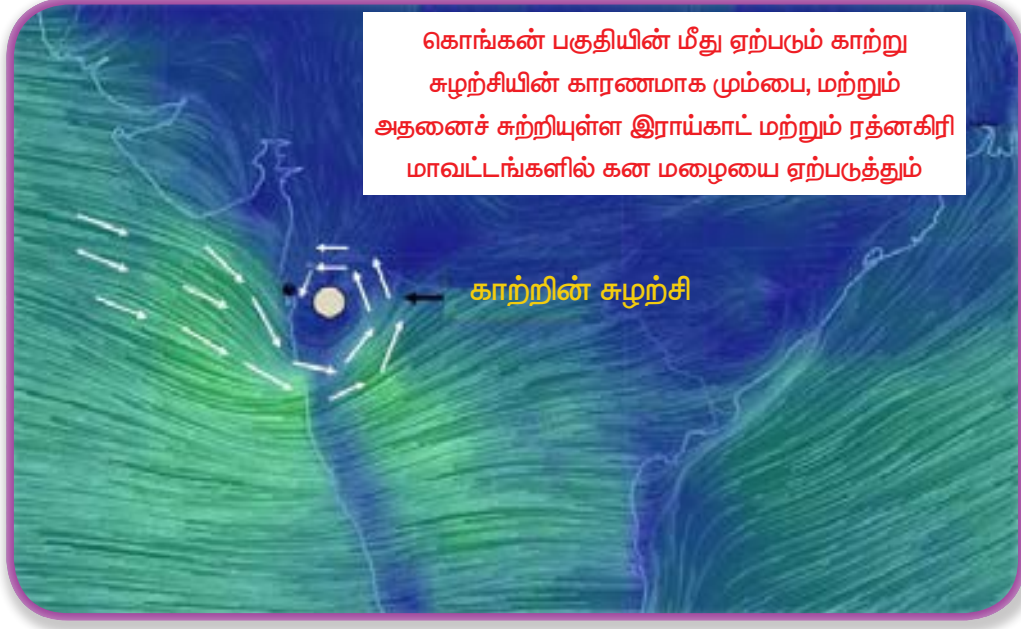 கொங்கன் பகுதியின் மீது ஏற்படும் காற்று
சுழற்சியின் காரணமாக மும்பை, மற்றும்
அதனைச் சுற்றியுள்ள இராய்காட் மற்றும் ரத்னகிரி
மாவட்டங்களில் கன மழையை ஏற்படுத்தும்
காற்றின் சுழற்சி